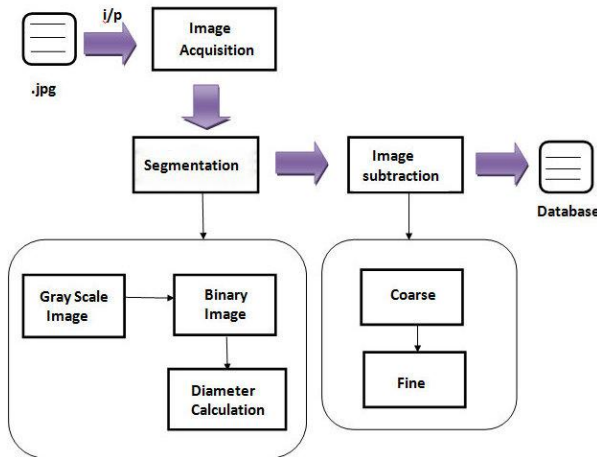 i/p
Image
Acquisition
.jpg
Segmentation
Image
subtraction
Database
Gray Scale
Image
Binary
Image
Diameter
Calculation
Coarse
Fine